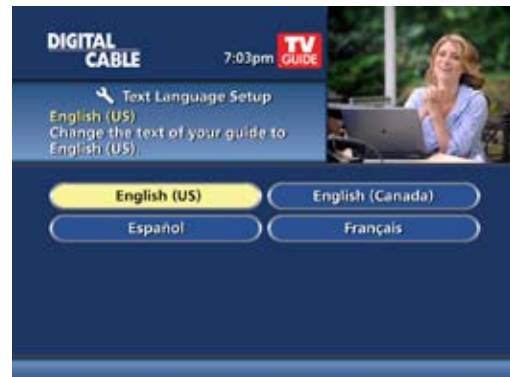 DIGITAL
CABLE
7:03pm
TV
GUIDE
Text Language Setup
English (US)
Change the text of your guide to
English (US).
English (US)
English (Canada)
Español
Français